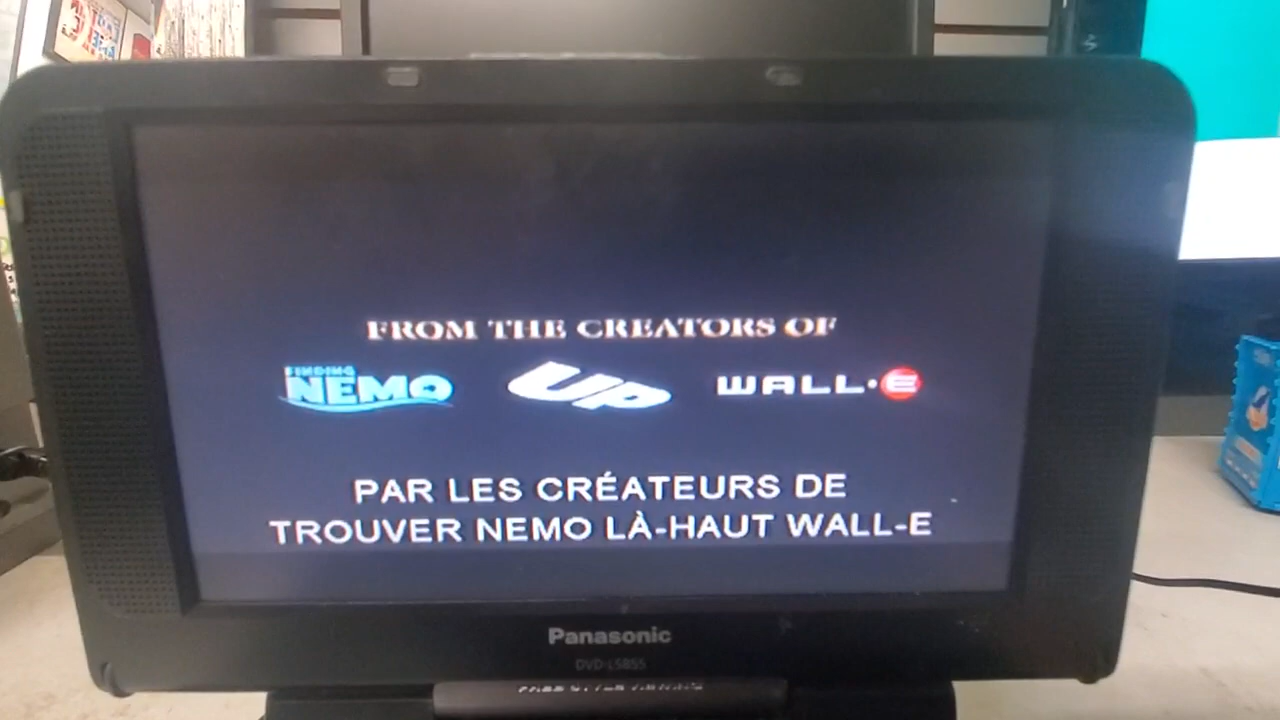 FROM THE CREATORS OF
FINDING NEMO UP WALL·E
PAR LES CRÉATEURS DE
TROUVER NEMO LÀ-HAUT WALL-E
Panasonic
DVD-LS855